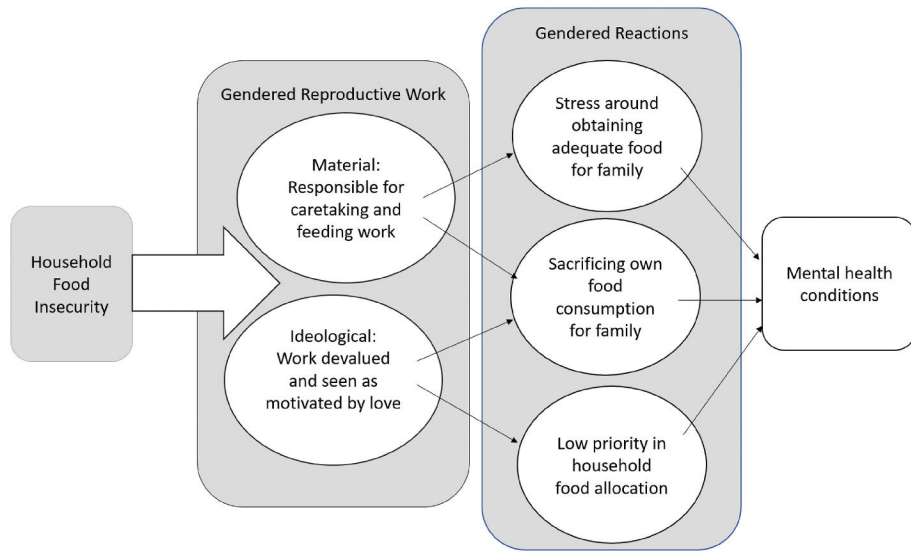 Household
Food
Insecurity
Gendered Reproductive Work
Material:
Responsible for
caretaking and
feeding work
Ideological:
Work devalued
and seen as
motivated by love
Gendered Reactions
Stress around
obtaining
adequate food
for family
Sacrificing own
food
consumption
for family
Low priority in
household
food allocation
Mental health
conditions